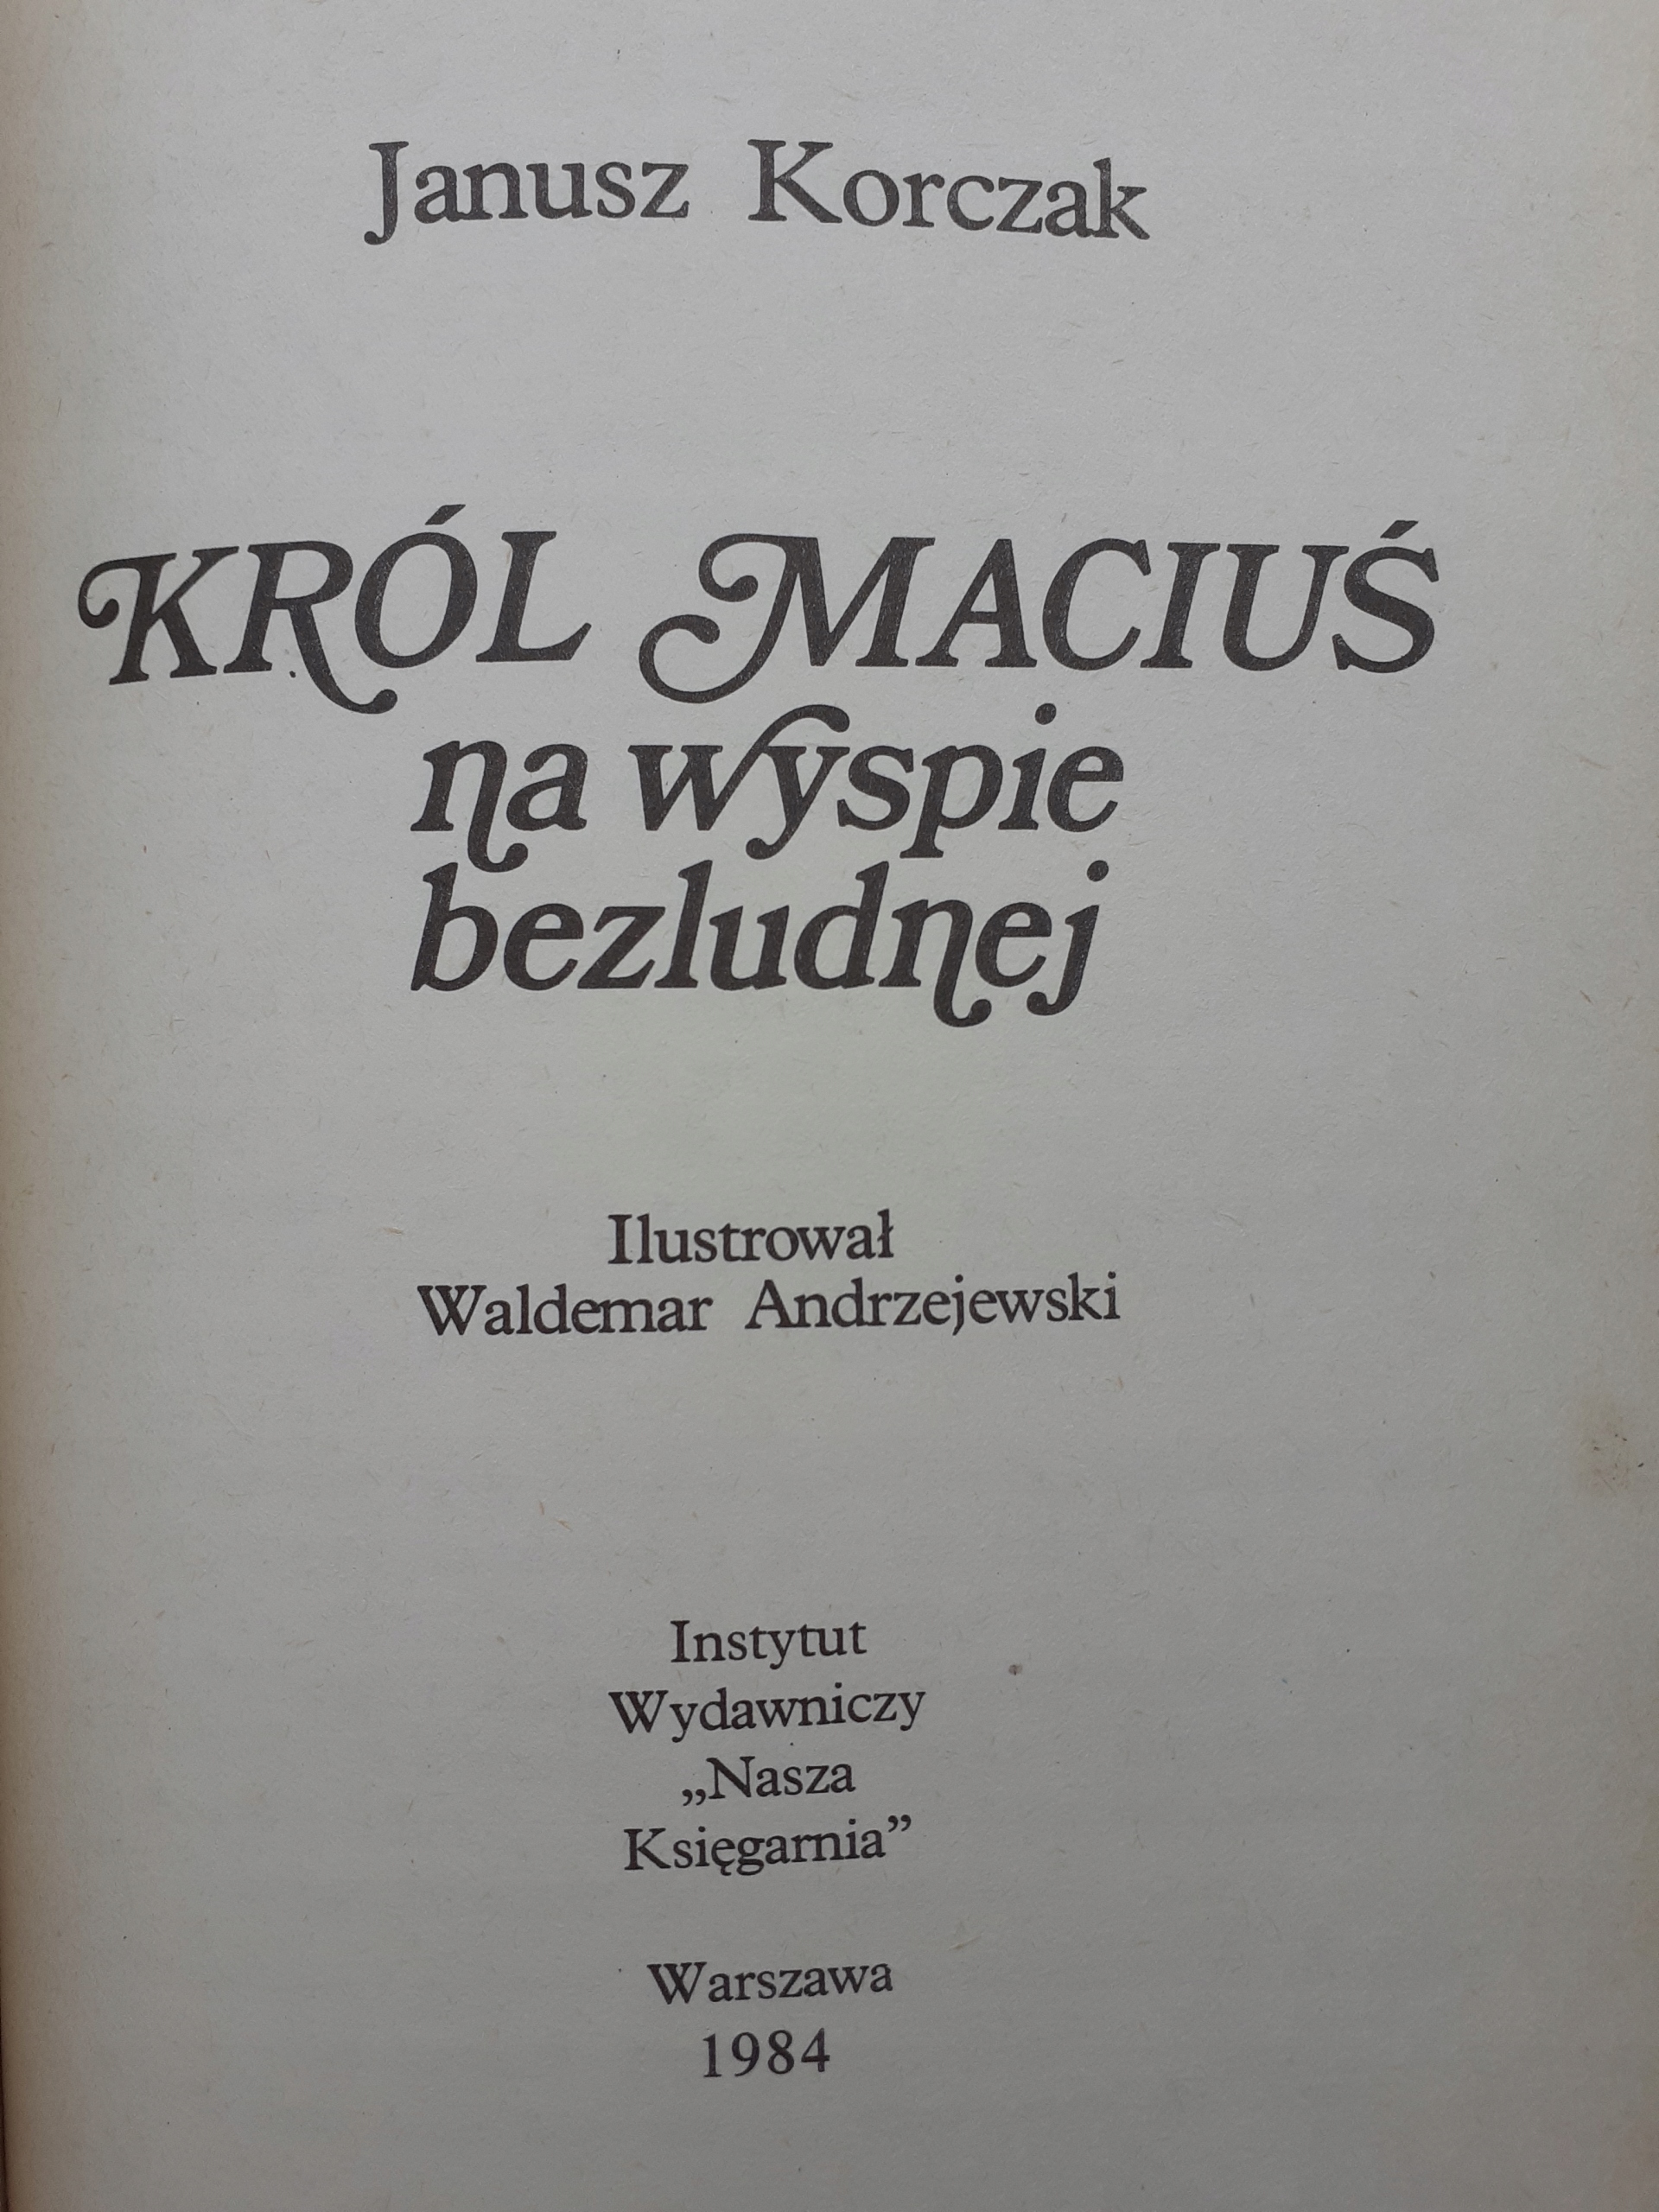 Janusz Korczak
KRÓL MACIUŚ
na wyspie
bezludnej
Ilustrował
Waldemar Andrzejewski
Instytut
Wydawniczy
„Nasza
Księgarnia”
Warszawa
1984